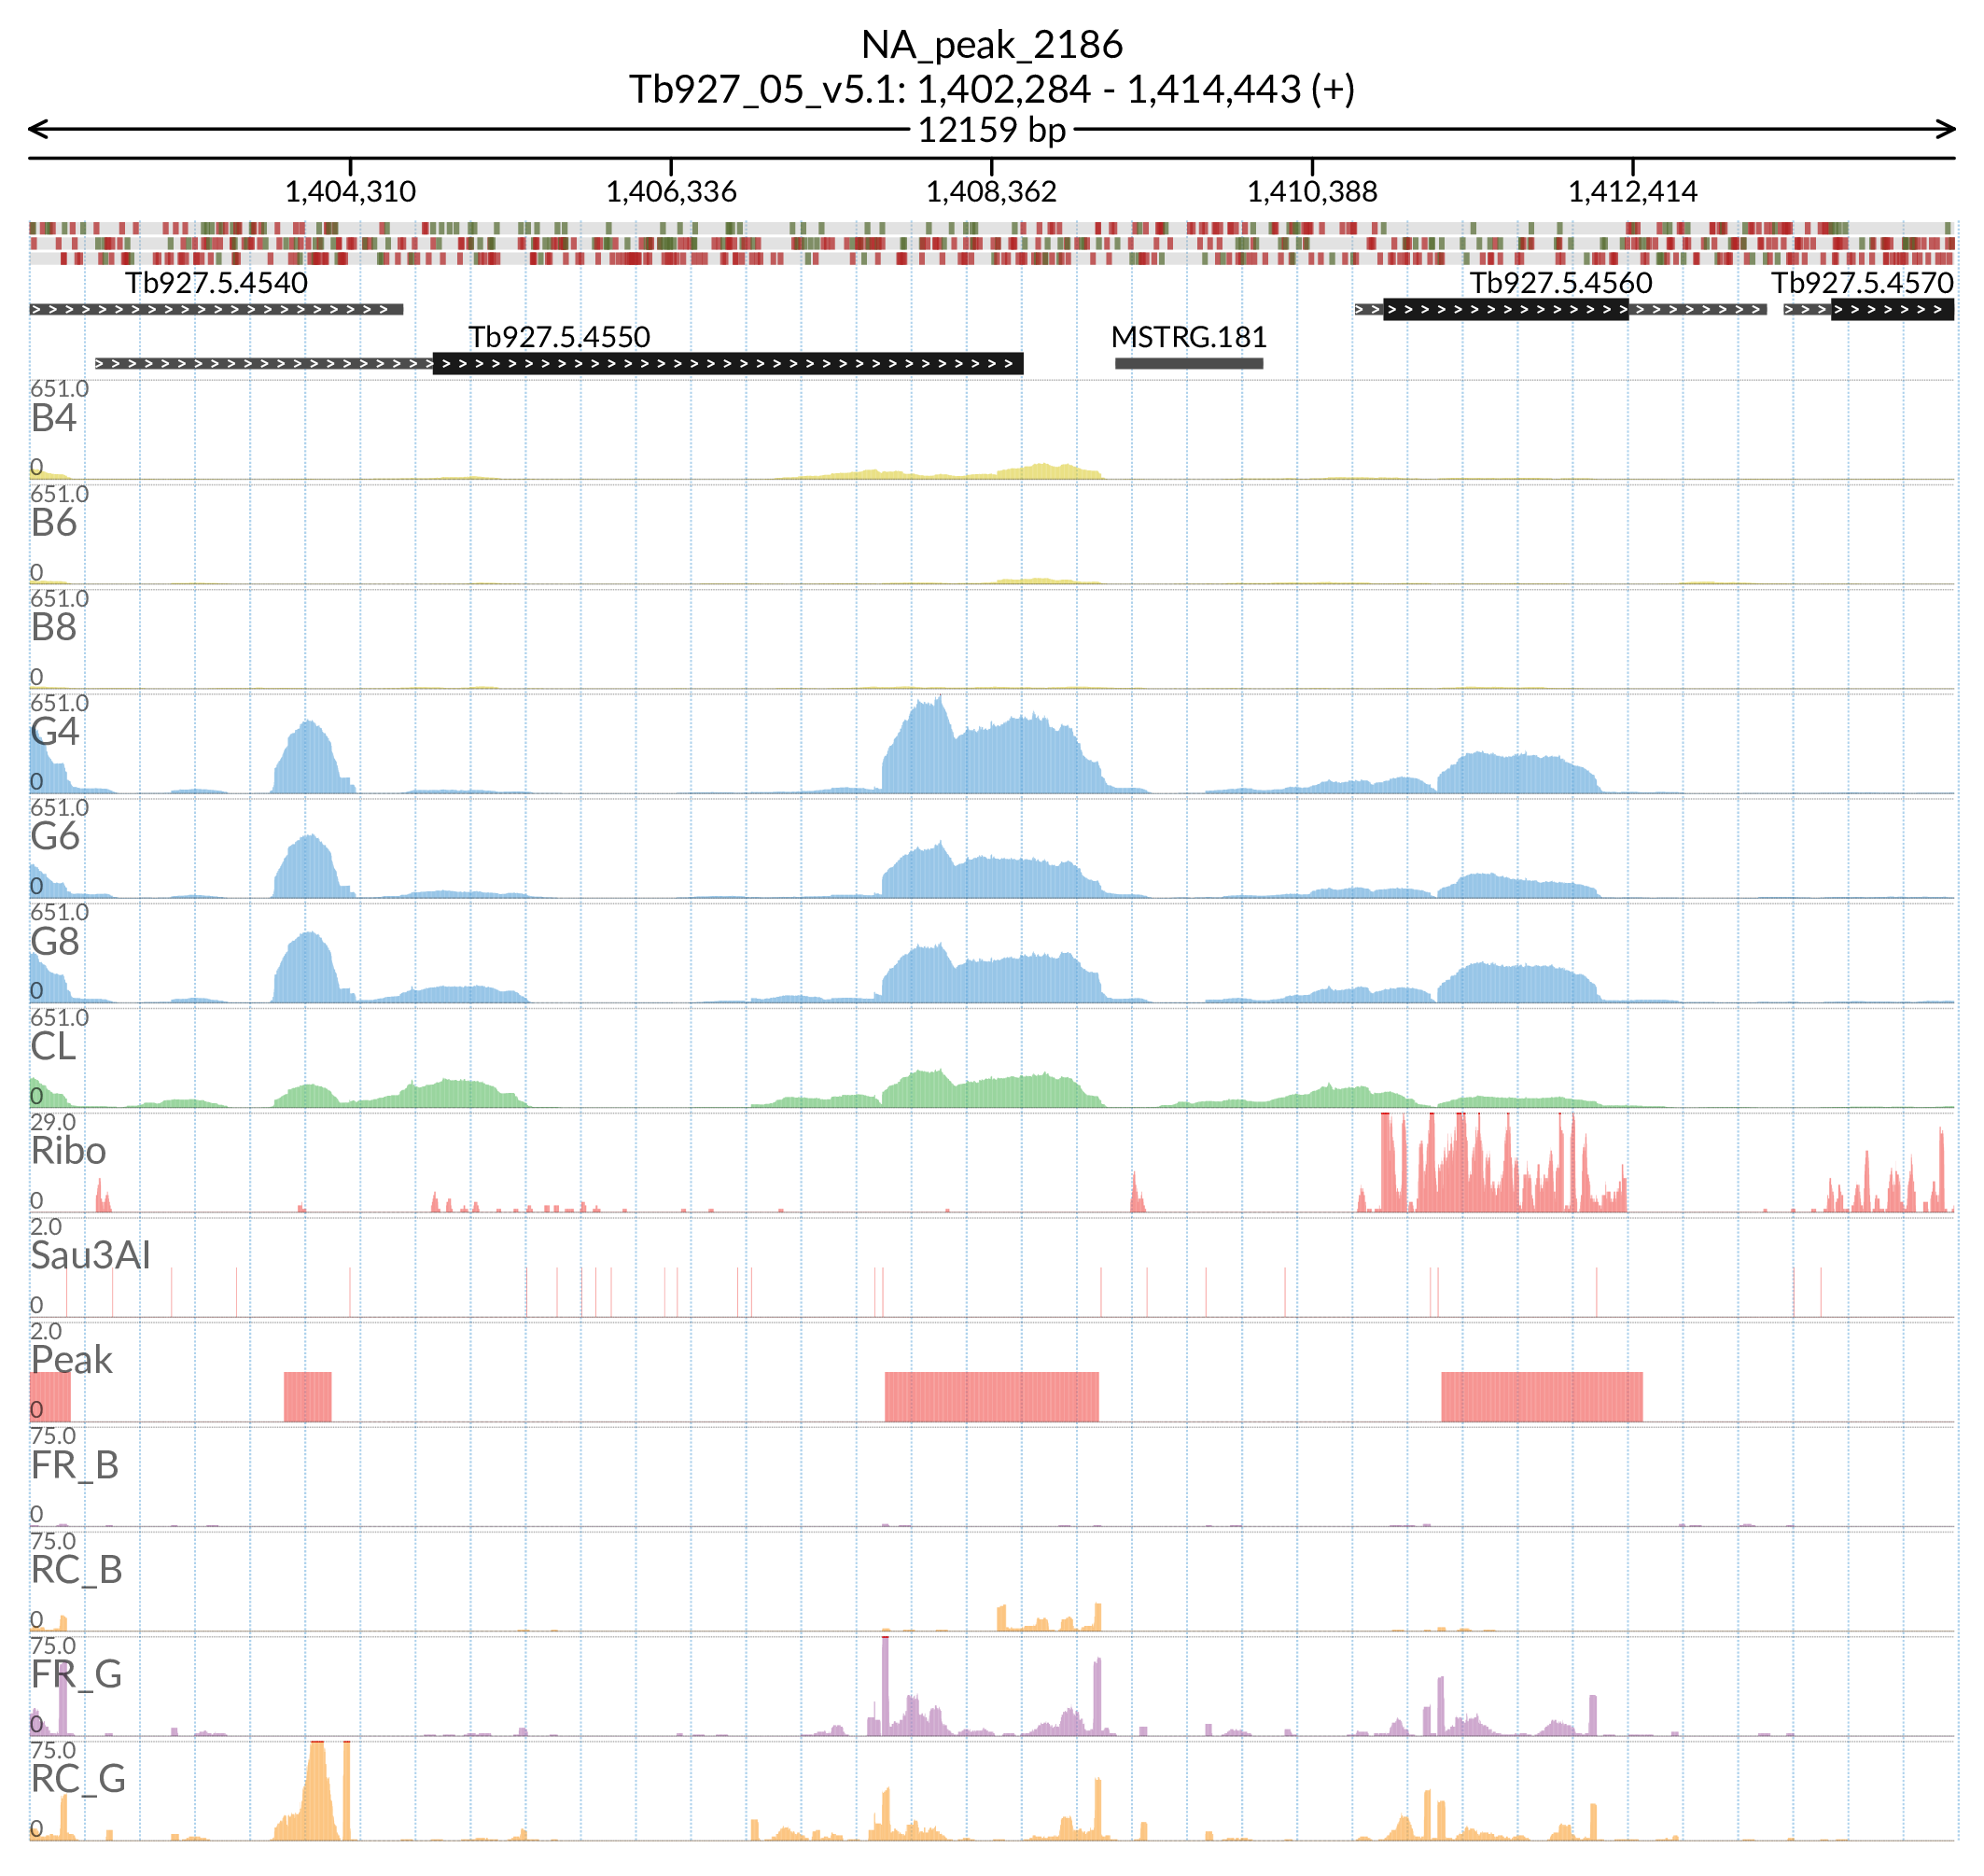 NA_peak_2186
Tb927_05_v5.1: 1,402,284 - 1,414,443 (+)
12159 bp
1,404,310 1,406,336 1,408,362 1,410,388 1,412,414
Tb927.5.4540 Tb927.5.4560 Tb927.5.4570
Tb927.5.4550 MSTRG.181
651.0
B4
0
651.0
B6
0
651.0
B8
0
651.0
G4
0
651.0
G6
0
651.0
G8
0
651.0
CL
0
29.0
Ribo
0
2.0
Sau3AI
0
2.0
Peak
0
75.0
FR_B
0
75.0
RC_B
0
75.0
FR_G
0
75.0
RC_G
0